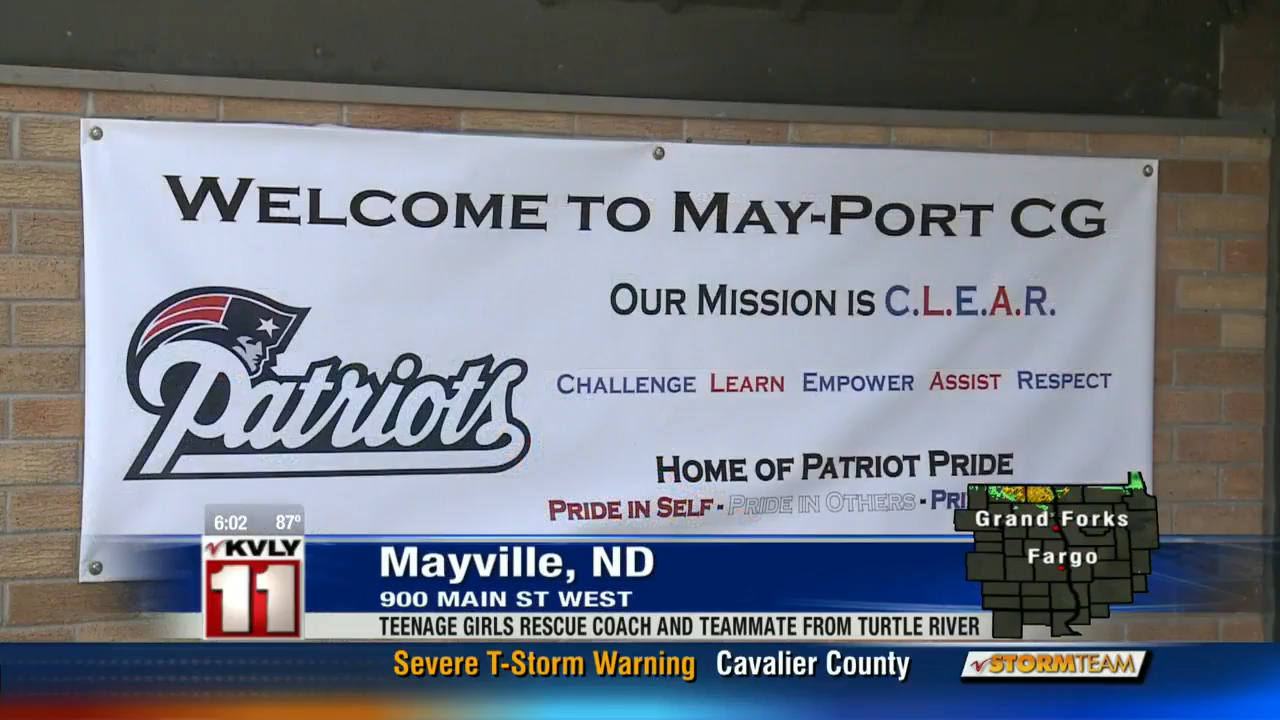 WELCOME TO MAY-PORT CG
OUR MISSION IS C.L.E.A.R.
Patriots
CHALLENGE LEARN EMPOWER ASSIST RESPECT
HOME OF PATRIOT PRIDE
PRIDE IN SELF - PRIDE IN OTHERS -
Grand Forks
Fargo
6:02 87°
KVLY
11
Mayville, ND
900 MAIN ST WEST
TEENAGE GIRLS RESCUE COACH AND TEAMMATE FROM TURTLE RIVER
Severe T-Storm Warning Cavalier County
STORMTEAM